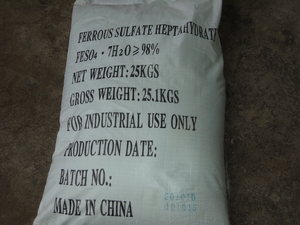 FERROUS SULFATE HEPTAHYDRAT
FESO₄·7H₂O≥98%
NET WEIGHT:25KGS
GROSS WEIGHT:25.1KGS
FOR INDUSTRIAL USE ONLY
PRODUCTION DATE:
BATCH NO.:
MADE IN CHINA